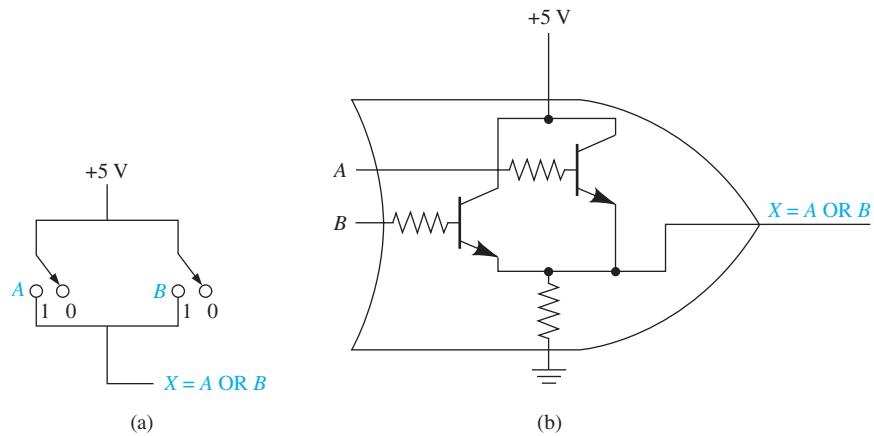 +5 V
A
1 0
B
1 0
X = A OR B
(a)
+5 V
A
B
X = A OR B
(b)